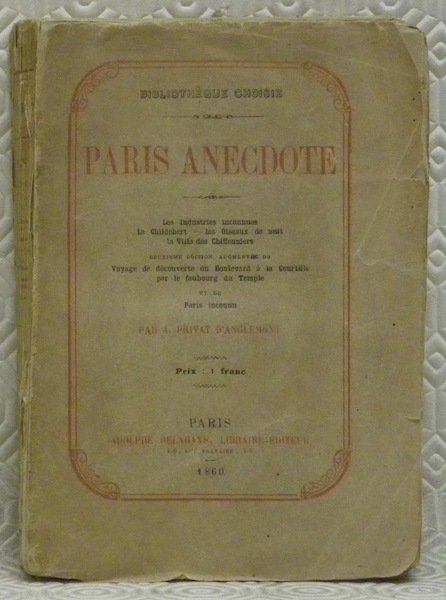 BIBLIOTHÈQUE CHOISIE
PARIS ANECDOTE
Les Industries inconnues
la Childebert — les Oiseaux de nuit
la Villa des Chiffonniers
DEUXIÈME ÉDITION, AUGMENTÉE DU
Voyage de découverte du Boulevard à la Courtille
par le faubourg du Temple
ET DE
Paris inconnu
PAR A. PRIVAT D'ANGLEMONT
Prix : 1 franc
PARIS
ADOLPHE DELAHAYS, LIBRAIRE-ÉDITEUR
VOLTAIRE,
1860